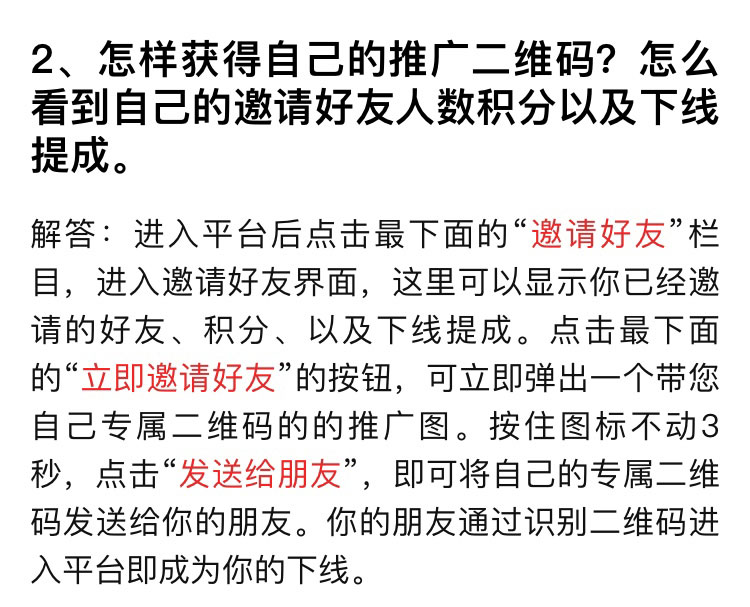 2、怎样获得自己的推广二维码？怎么
看到自己的邀请好友人数积分以及下线
提成。
解答：进入平台后点击最下面的“邀请好友”栏
目，进入邀请好友界面，这里可以显示你已经邀
请的好友、积分、以及下线提成。点击最下面
的“立即邀请好友”的按钮，可立即弹出一个带您
自己专属二维码的的推广图。按住图标不动3
秒，点击“发送给朋友”，即可将自己的专属二维
码发送给你的朋友。你的朋友通过识别二维码进
入平台即成为你的下线。